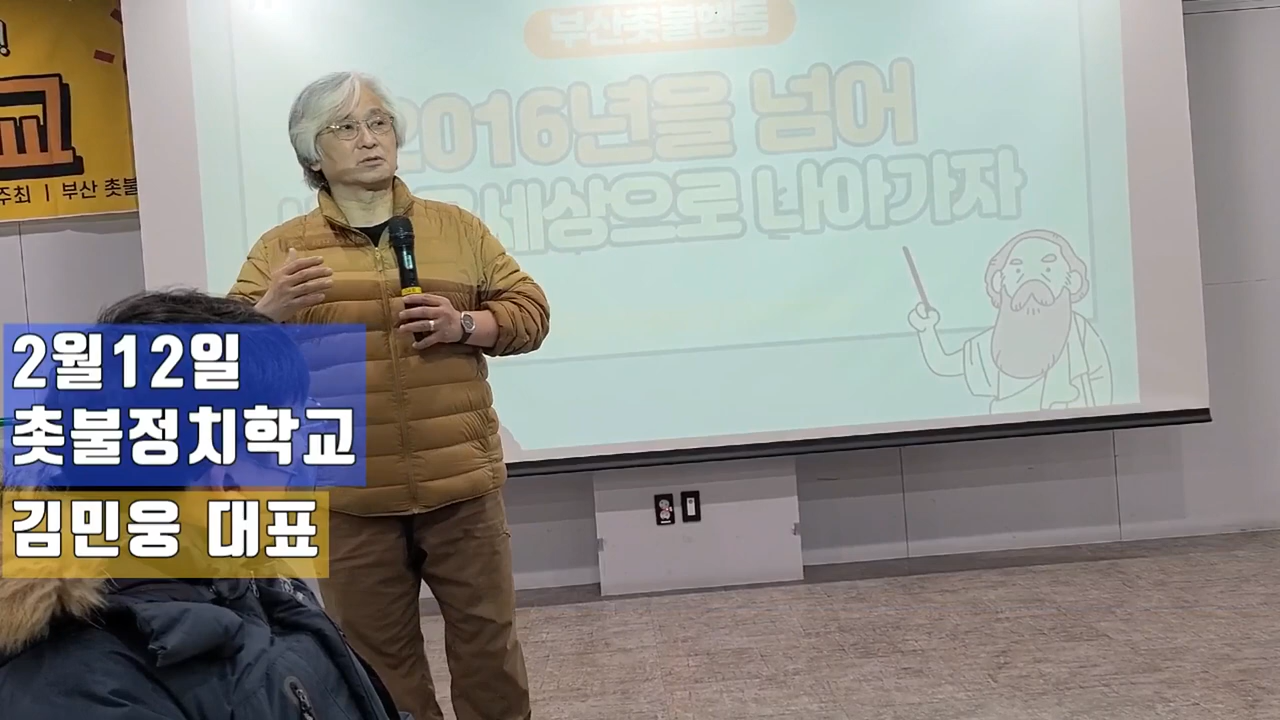 주최 ㅣ 부산 촛불
부산촛불행동
2016년을 넘어
세상으로 나아가자
2월12일
촛불정치학교
김민웅 대표